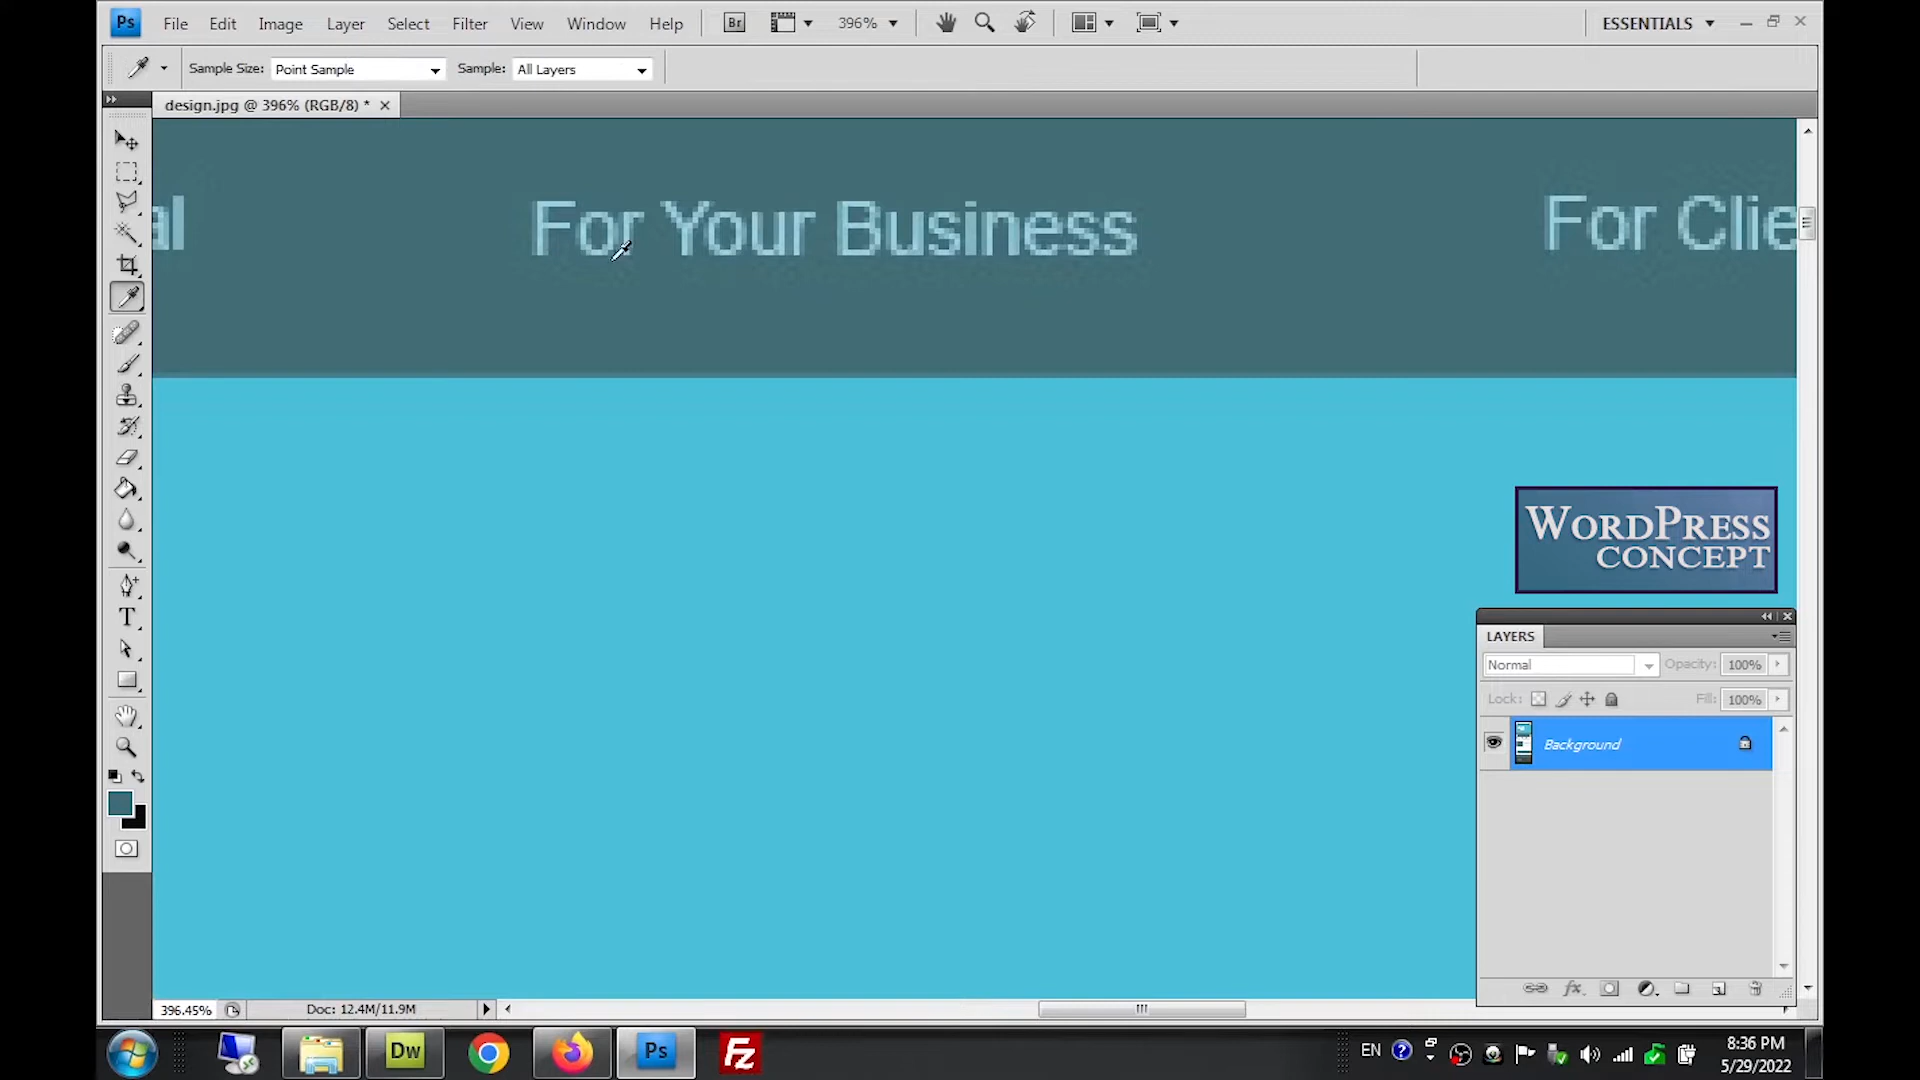 Ps File Edit Image Layer Select Filter View Window Help Br 396% ESSENTIALS
Sample Size: Point Sample Sample: All Layers
design.jpg @ 396% (RGB/8) *
al For Your Business For Clie
WORDPRESS
CONCEPT
LAYERS
Normal Opacity: 100%
Lock: Fill: 100%
Background
T
fx
396.45% Doc: 12.4M/11.9M
Dw Ps Fz EN 8:36 PM
5/29/2022